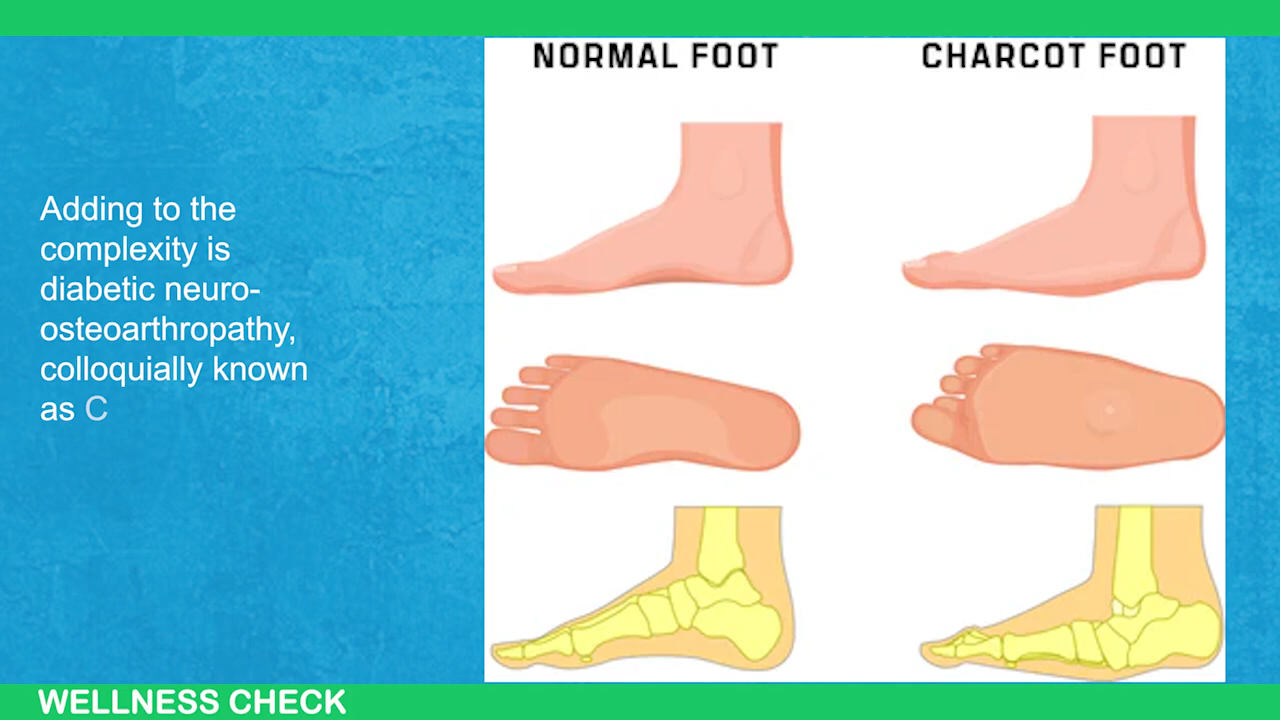 NORMAL FOOT
CHARCOT FOOT
Adding to the
complexity is
diabetic neuro-
osteoarthropathy,
colloquially known
as C
WELLNESS CHECK